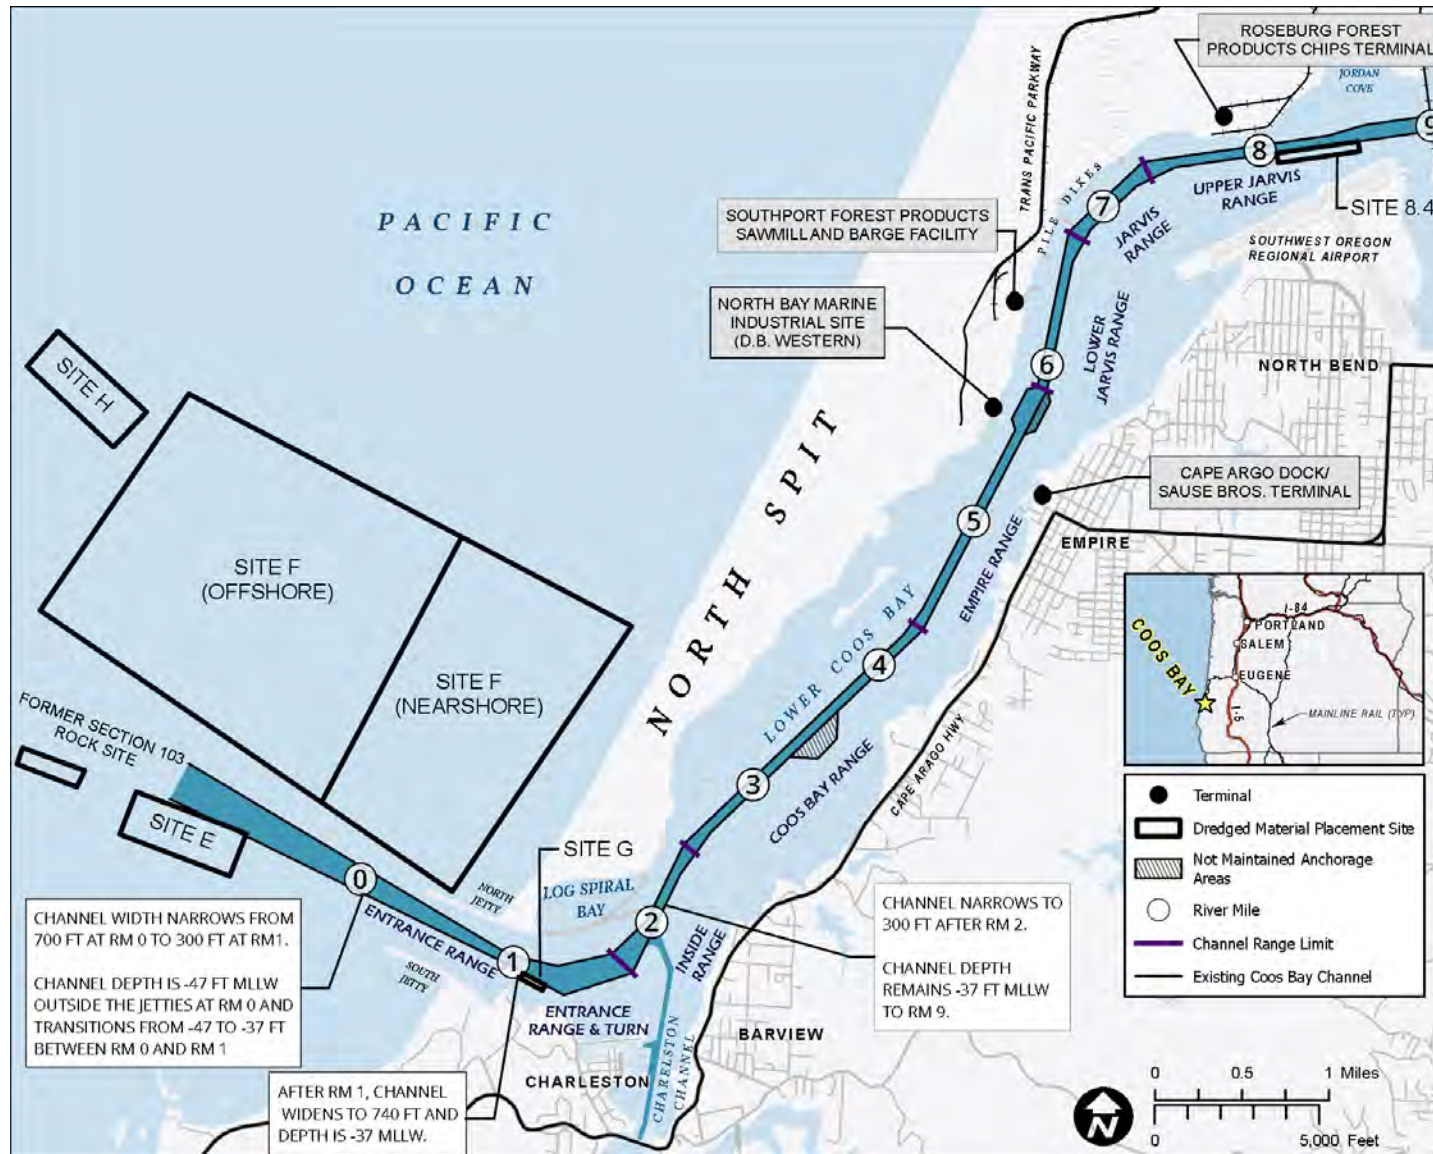 ROSEBURG FOREST
PRODUCTS CHIPS TERMINAL
JORDAN
COVE
TRANS PACIFIC PARKWAY
9
8
UPPER JARVIS
RANGE
SITE 8.4
PILE DIKES
7
JARVIS
RANGE
SOUTHWEST OREGON
REGIONAL AIRPORT
PACIFIC
OCEAN
SOUTHPORT FOREST PRODUCTS
SAWMILL AND BARGE FACILITY
NORTH BAY MARINE
INDUSTRIAL SITE
(D.B. WESTERN)
LOWER
JARVIS RANGE
6
NORTH BEND
SITE H
NORTH SPIT
CAPE ARGO DOCK/
SAUSE BROS. TERMINAL
5
EMPIRE
EMPIRE RANGE
SITE F
(OFFSHORE)
SITE F
(NEARSHORE)
LOWER COOS BAY
4
COOS BAY RANGE
CAPE ARAGO HWY
3
FORMER SECTION 103
ROCK SITE
SITE E
0
NORTH
JETTY
ENTRANCE RANGE
SOUTH
JETTY
SITE G
LOG SPIRAL
BAY
1
2
INSIDE
RANGE
ENTRANCE
RANGE & TURN
CHARLESTON
CHARELSTON
CHANNEL
BARVIEW
CHANNEL WIDTH NARROWS FROM
700 FT AT RM 0 TO 300 FT AT RM1.
CHANNEL DEPTH IS -47 FT MLLW
OUTSIDE THE JETTIES AT RM 0 AND
TRANSITIONS FROM -47 TO -37 FT
BETWEEN RM 0 AND RM 1
AFTER RM 1, CHANNEL
WIDENS TO 740 FT AND
DEPTH IS -37 MLLW.
CHANNEL NARROWS TO
300 FT AFTER RM 2.
CHANNEL DEPTH
REMAINS -37 FT MLLW
TO RM 9.
COOS BAY
I-84
PORTLAND
SALEM
EUGENE
I-5
MAINLINE RAIL (TYP)
Terminal
Dredged Material Placement Site
Not Maintained Anchorage
Areas
River Mile
Channel Range Limit
Existing Coos Bay Channel
N
0 0.5 1 Miles
0 5,000 Feet